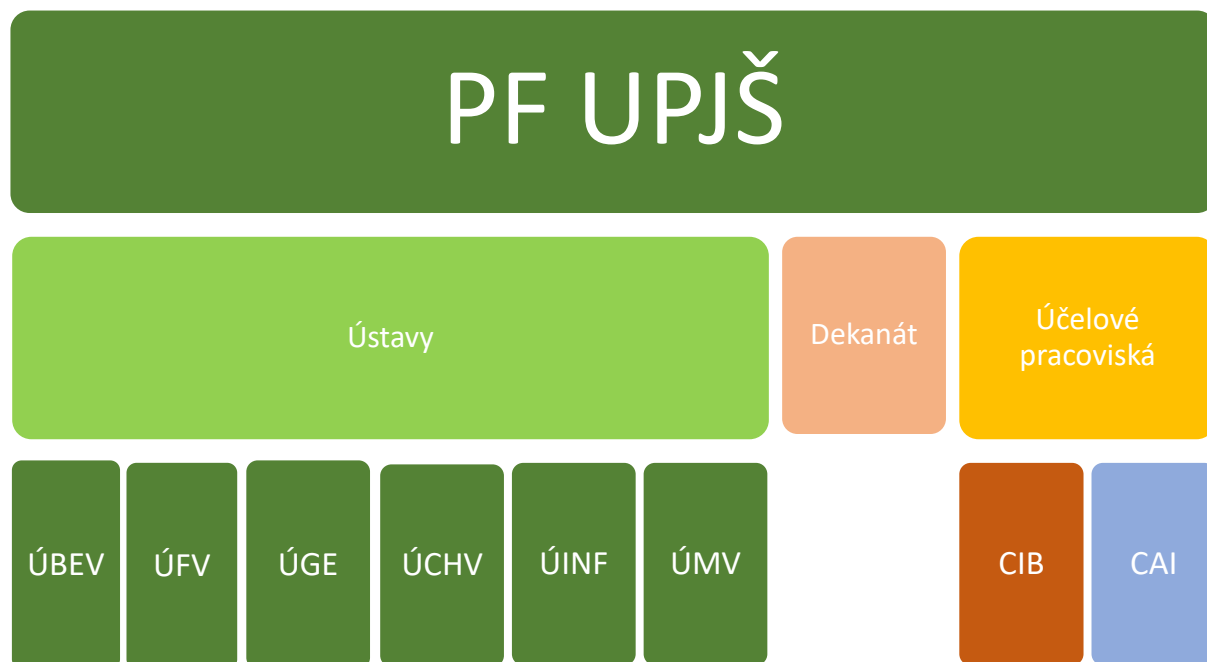 PF UPJŠ
Ústavy
Dekanát
Účelové
pracoviská
ÚBEV
ÚFV
ÚGE
ÚCHV
ÚINF
ÚMV
CIB
CAI